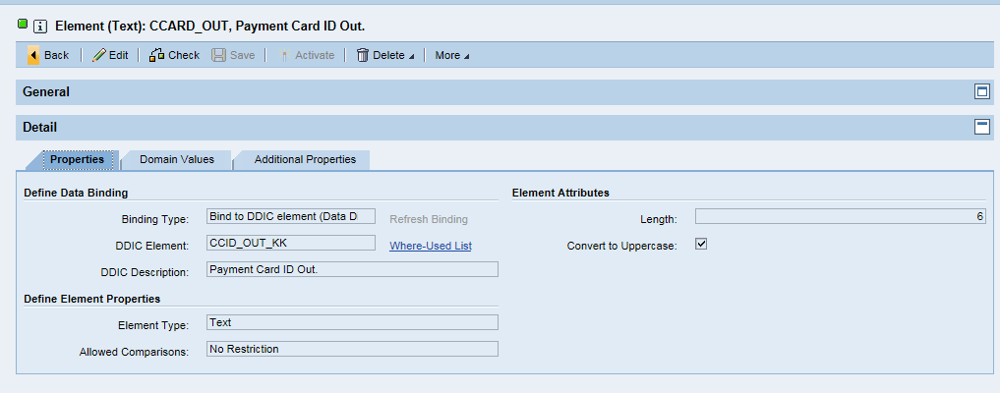 Element (Text): CCARD_OUT, Payment Card ID Out.
Back Edit Check Save Activate Delete More
General
Detail
Properties Domain Values Additional Properties
Define Data Binding
Binding Type: Bind to DDIC element (Data D Refresh Binding
DDIC Element: CCID_OUT_KK Where-Used List
DDIC Description: Payment Card ID Out.
Define Element Properties
Element Type: Text
Allowed Comparisons: No Restriction
Element Attributes
Length: 6
Convert to Uppercase: